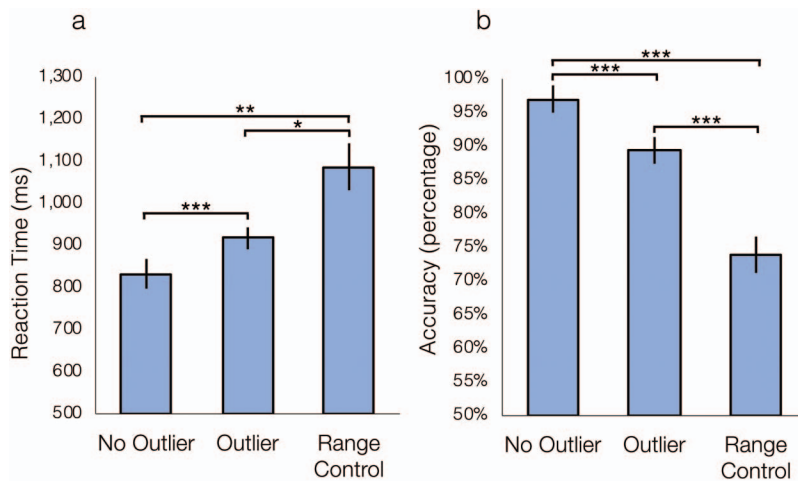 a
Reaction Time (ms)
1,300
1,200
1,100
1,000
900
800
700
600
500
**
*
***
No Outlier
Outlier
Range
Control
b
Accuracy (percentage)
100%
95%
90%
85%
80%
75%
70%
65%
60%
55%
50%
***
***
***
No Outlier
Outlier
Range
Control